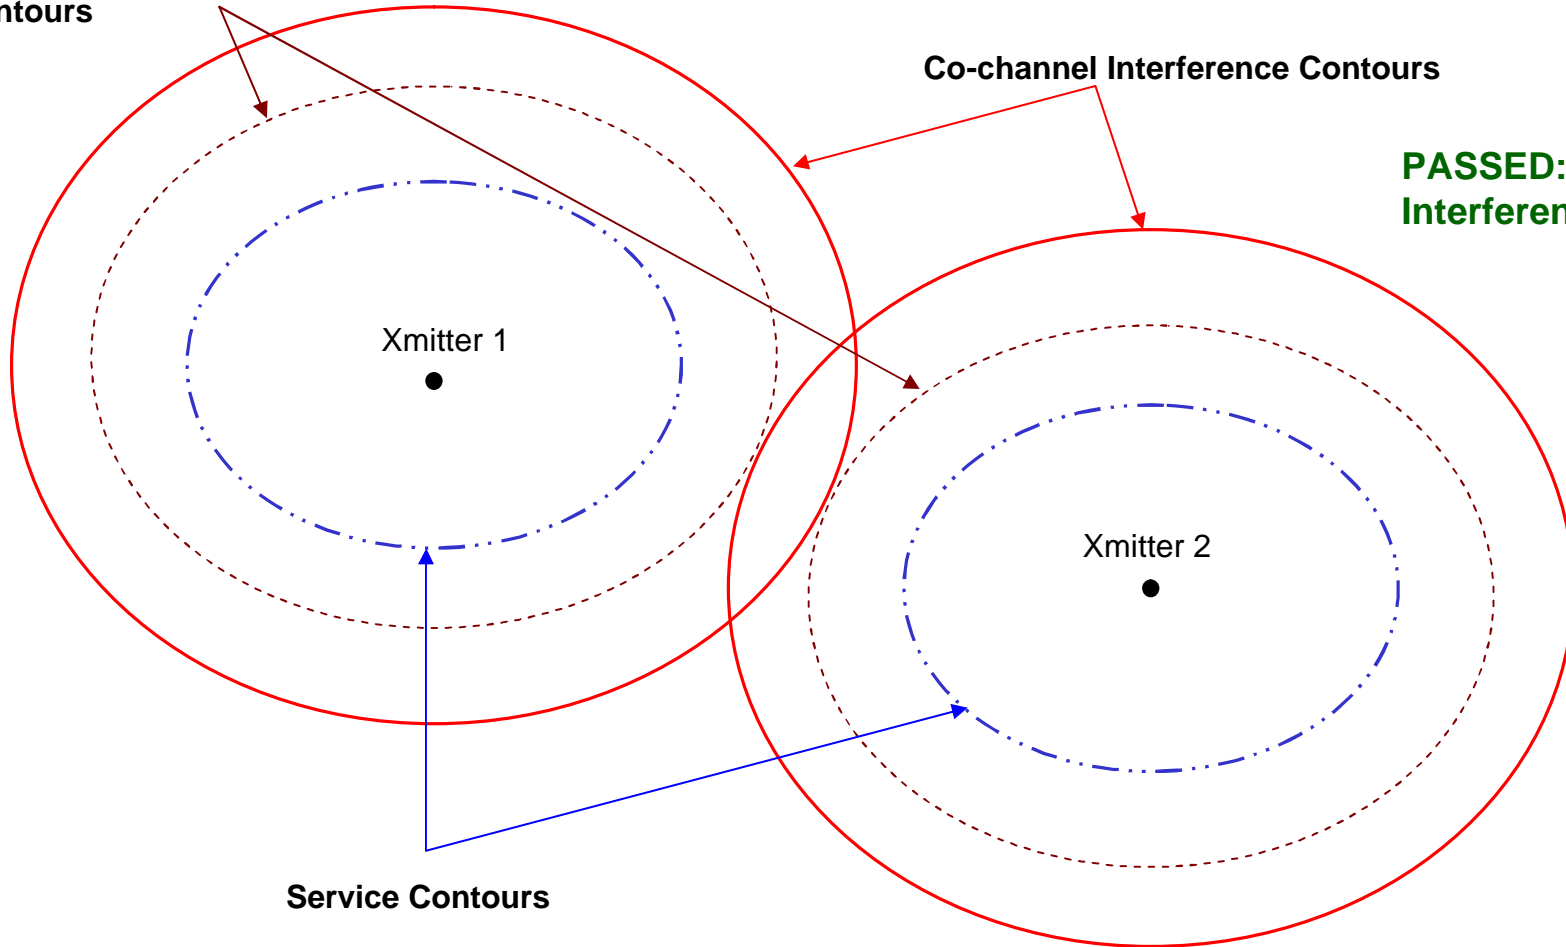 ntours
Co-channel Interference Contours
PASSED:
Interferen
Xmitter 1
Xmitter 2
Service Contours